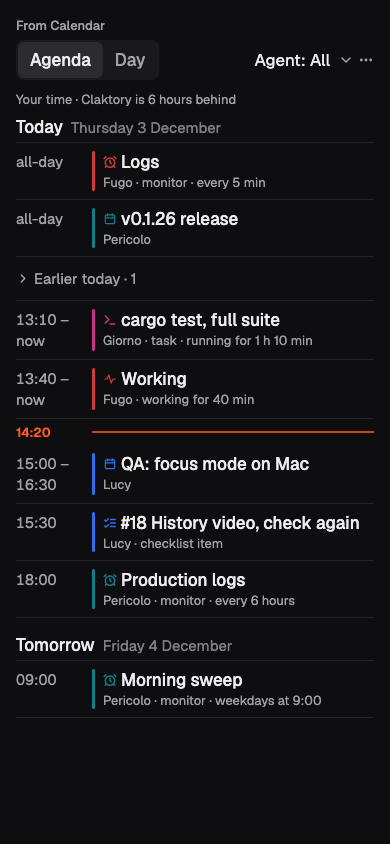 From Calendar
Agenda
Day
Agent: All
Your time · Claktory is 6 hours behind
Today Thursday 3 December
all-day
Logs
Fugo · monitor · every 5 min
all-day
v0.1.26 release
Pericolo
Earlier today · 1
13:10 –
now
cargo test, full suite
Giorno · task · running for 1 h 10 min
13:40 –
now
Working
Fugo · working for 40 min
14:20
15:00 –
16:30
QA: focus mode on Mac
Lucy
15:30
#18 History video, check again
Lucy · checklist item
18:00
Production logs
Pericolo · monitor · every 6 hours
Tomorrow Friday 4 December
09:00
Morning sweep
Pericolo · monitor · weekdays at 9:00